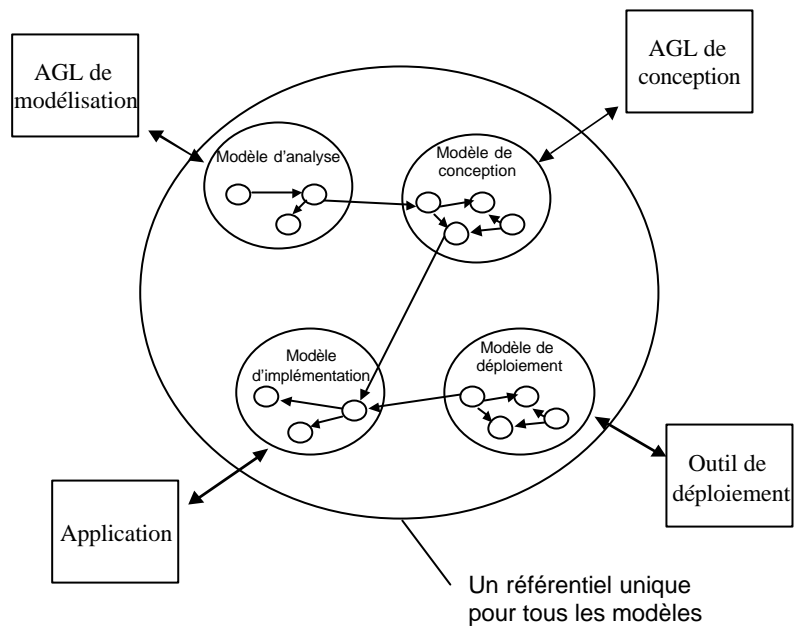 AGL de
modélisation
AGL de
conception
Modèle d'analyse
Modèle de
conception
Modèle
d'implémentation
Modèle de
déploiement
Application
Outil de
déploiement
Un référentiel unique
pour tous les modèles